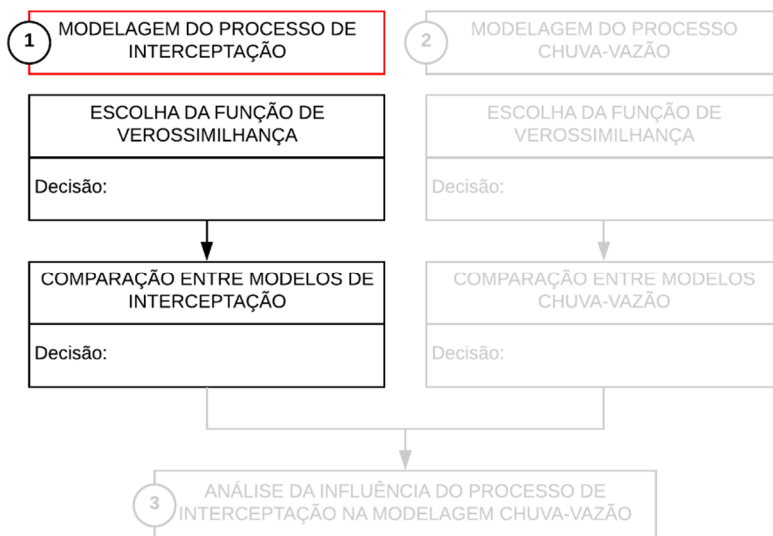 1
MODELAGEM DO PROCESSO DE
INTERCEPTAÇÃO
ESCOLHA DA FUNÇÃO DE
VEROSSIMILHANÇA
Decisão:
COMPARAÇÃO ENTRE MODELOS DE
INTERCEPTAÇÃO
Decisão:
2
MODELAGEM DO PROCESSO
CHUVA-VAZÃO
ESCOLHA DA FUNÇÃO DE
VEROSSIMILHANÇA
Decisão:
COMPARAÇÃO ENTRE MODELOS
CHUVA-VAZÃO
Decisão:
3
ANÁLISE DA INFLUÊNCIA DO PROCESSO DE
INTERCEPTAÇÃO NA MODELAGEM CHUVA-VAZÃO